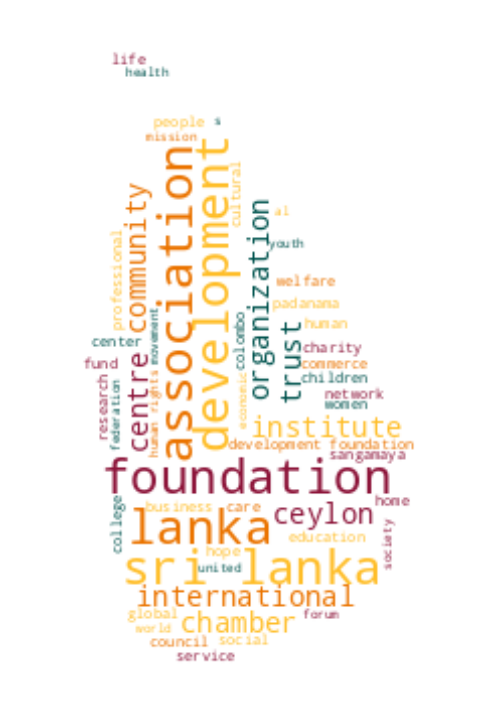 life
health
people
s
mission
association
development
cultural
community
organization
al
professional
youth
welfare
padanama
human
movement
colombo
trust
center
centre
charity
fund
commerce
children
human rights
economic
research
federation
network
women
institute
development foundation
sangamaya
foundation
home
college
business
care
ceylon
lanka
society
education
hope
sri lanka
united
international
global
forum
world
chamber
council
social
service